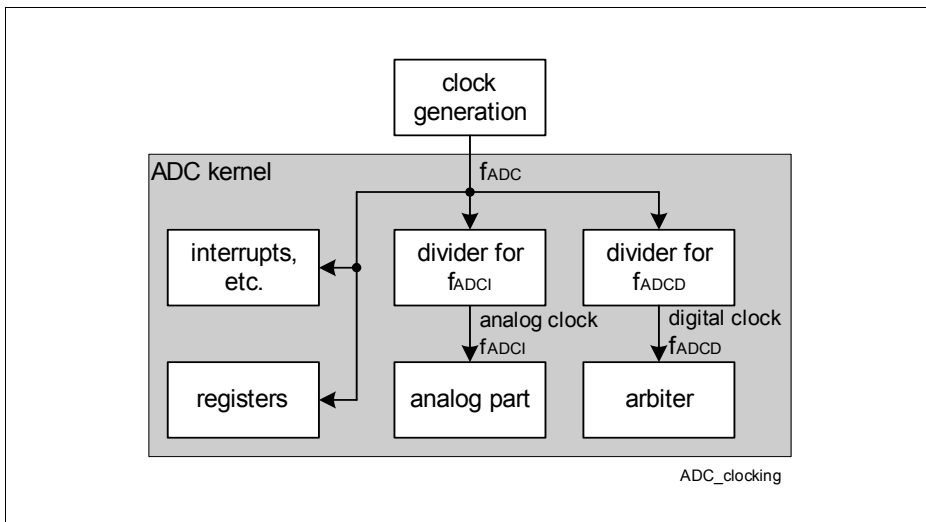 clock
generation
ADC kernel
fADC
interrupts,
etc.
divider for
fADCI
divider for
fADCD
analog clock
fADCI
digital clock
fADCD
registers
analog part
arbiter
ADC_clocking